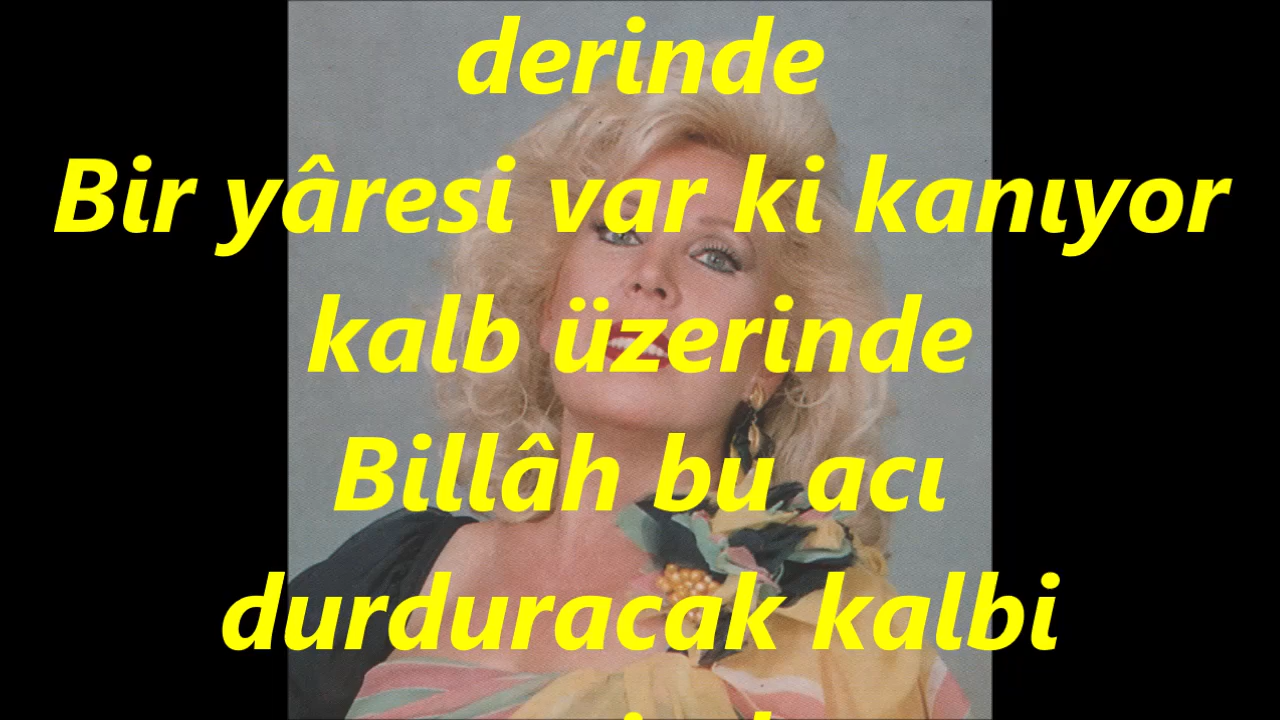 derinde
Bir yâresi var ki kanıyor
kalb üzerinde
Billâh bu acı
durduracak kalbi